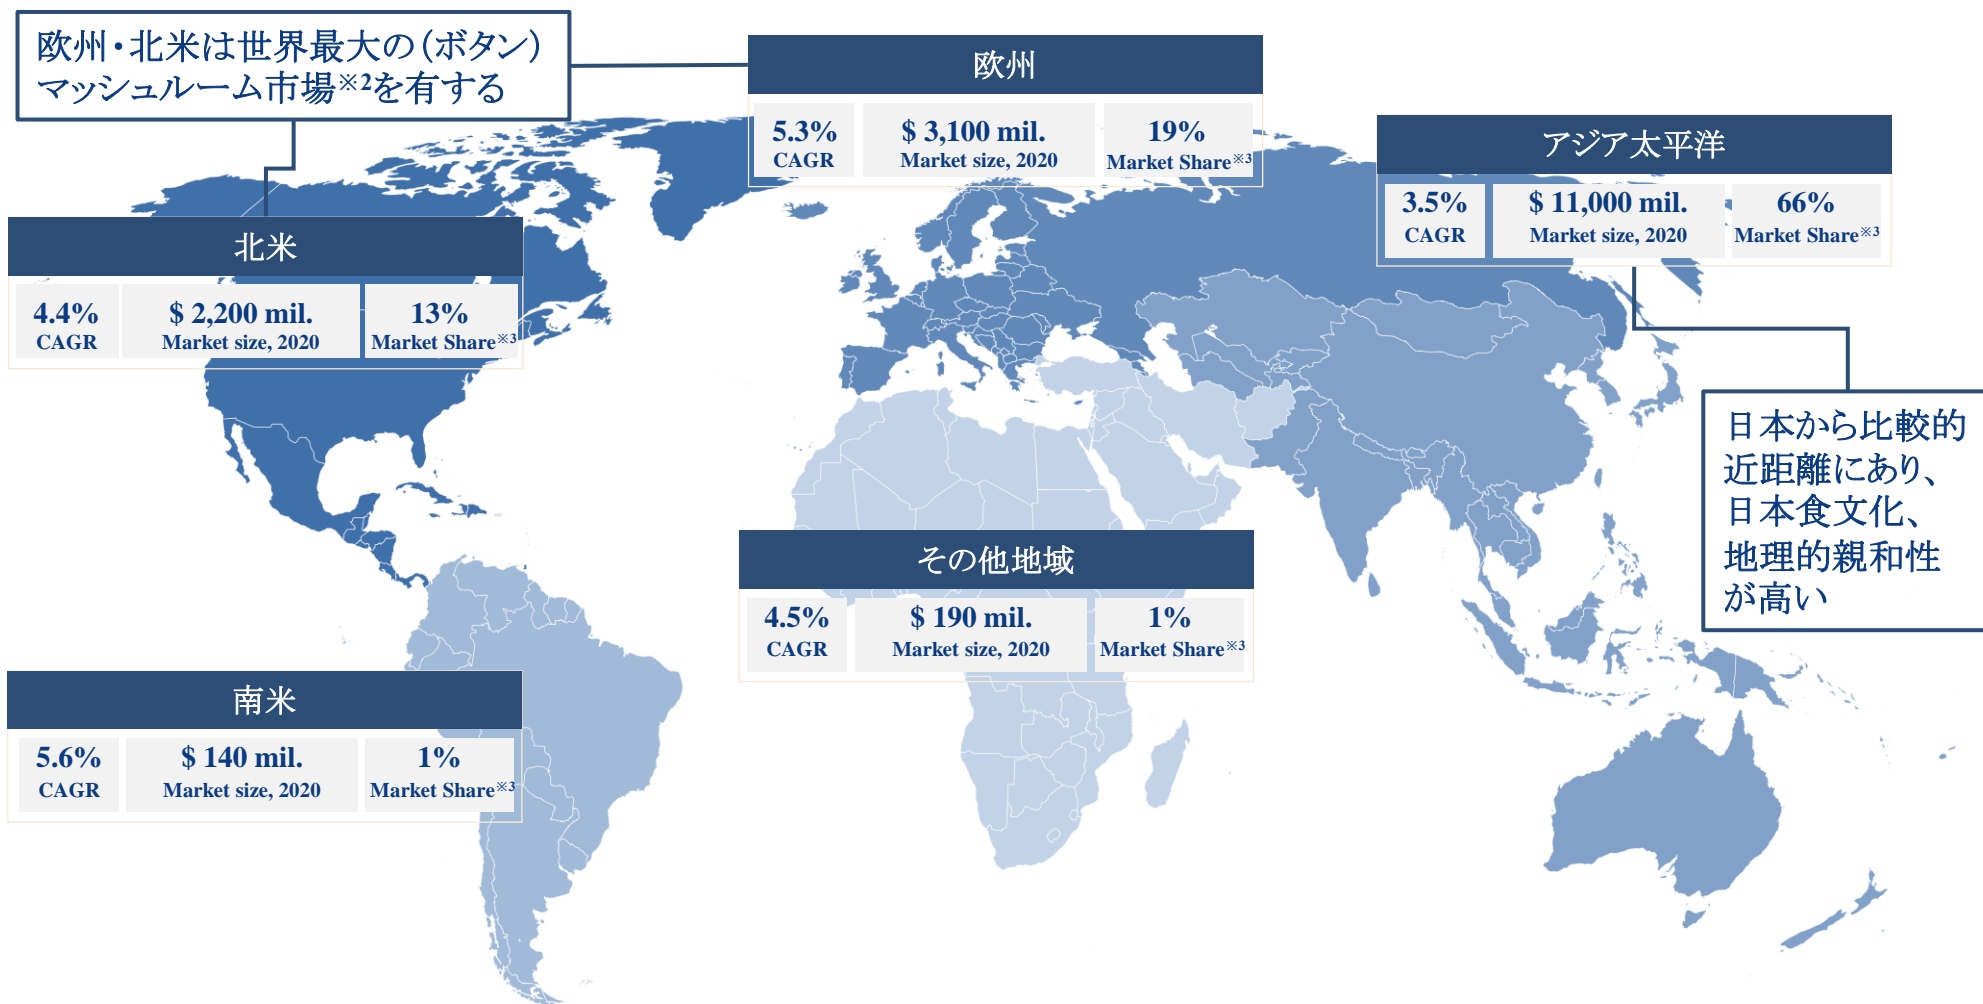 欧州・北米は世界最大の（ボタン）
マッシュルーム市場※2を有する
欧州
5.3%
CAGR
$ 3,100 mil.
Market size, 2020
19%
Market Share※3
アジア太平洋
3.5%
CAGR
$ 11,000 mil.
Market size, 2020
66%
Market Share※3
北米
4.4%
CAGR
$ 2,200 mil.
Market size, 2020
13%
Market Share※3
日本から比較的
近距離にあり、
日本食文化、
地理的親和性
が高い
その他地域
4.5%
CAGR
$ 190 mil.
Market size, 2020
1%
Market Share※3
南米
5.6%
CAGR
$ 140 mil.
Market size, 2020
1%
Market Share※3